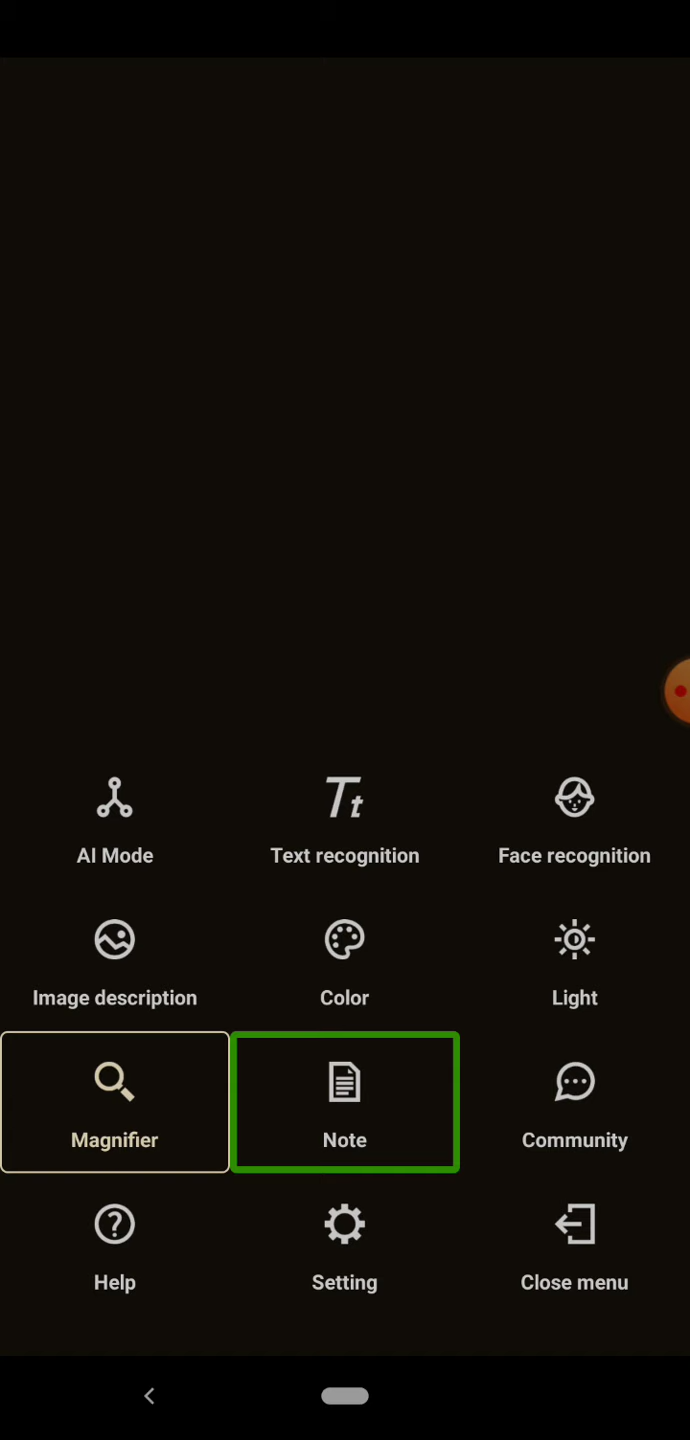 AI Mode
Text recognition
Face recognition
Image description
Color
Light
Magnifier
Note
Community
Help
Setting
Close menu